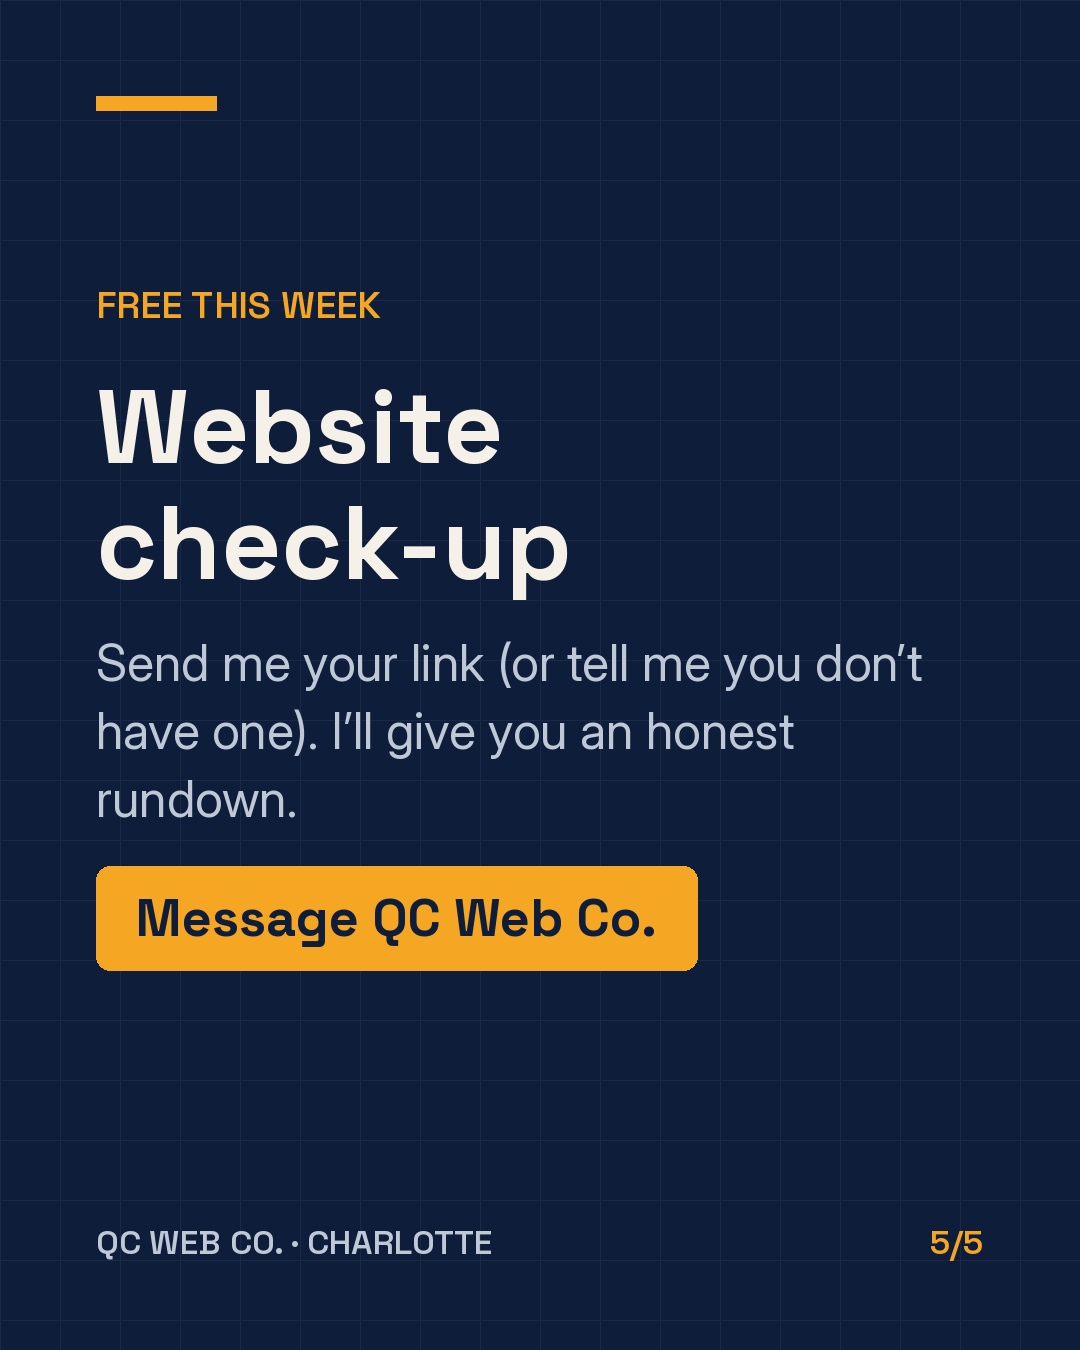 FREE THIS WEEK
Website
check-up
Send me your link (or tell me you don’t
have one). I’ll give you an honest
rundown.
Message QC Web Co.
QC WEB CO. · CHARLOTTE
5/5